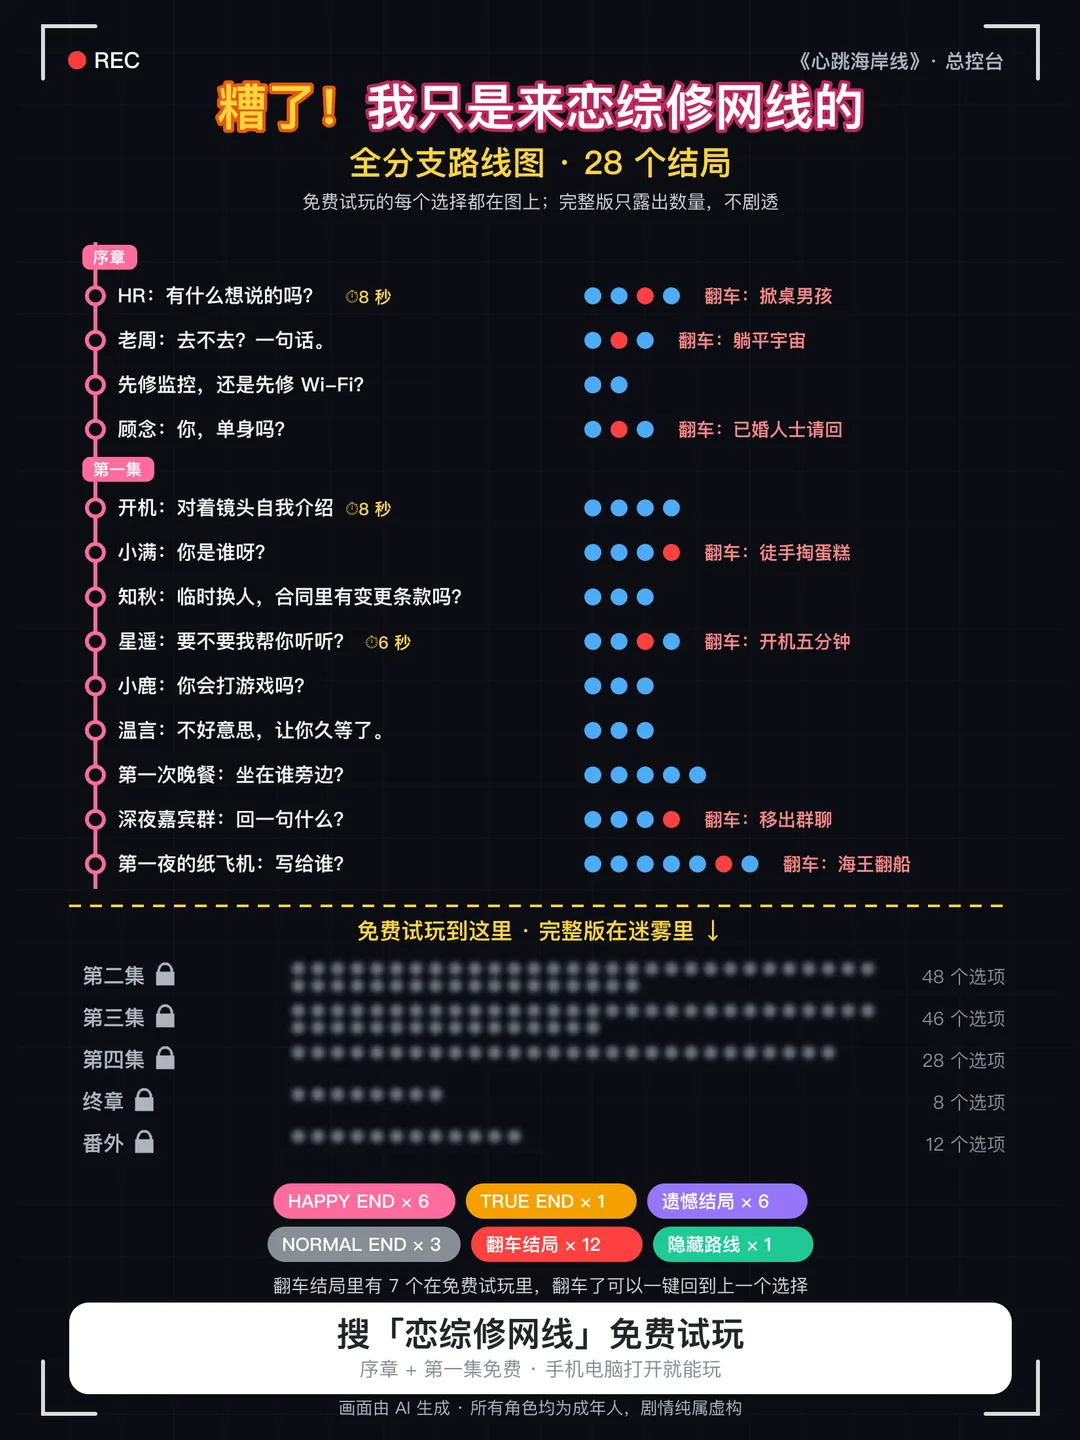 REC
《心跳海岸线》· 总控台
糟了！我只是来恋综修网线的
全分支路线图 · 28 个结局
免费试玩的每个选择都在图上；完整版只露出数量，不剧透
序章
HR：有什么想说的吗？ ⏱8 秒 翻车：掀桌男孩
老周：去不去？一句话。 翻车：躺平宇宙
先修监控，还是先修 Wi-Fi？
顾念：你，单身吗？ 翻车：已婚人士请回
第一集
开机：对着镜头自我介绍 ⏱8 秒
小满：你是谁呀？ 翻车：徒手掏蛋糕
知秋：临时换人，合同里有变更条款吗？
星遥：要不要我帮你听听？ ⏱6 秒 翻车：开机五分钟
小鹿：你会打游戏吗？
温言：不好意思，让你久等了。
第一次晚餐：坐在谁旁边？
深夜嘉宾群：回一句什么？ 翻车：移出群聊
第一夜的纸飞机：写给谁？ 翻车：海王翻船
免费试玩到这里 · 完整版在迷雾里 ↓
第二集 48 个选项
第三集 46 个选项
第四集 28 个选项
终章 8 个选项
番外 12 个选项
HAPPY END × 6 TRUE END × 1 遗憾结局 × 6
NORMAL END × 3 翻车结局 × 12 隐藏路线 × 1
翻车结局里有 7 个在免费试玩里，翻车了可以一键回到上一个选择
搜「恋综修网线」免费试玩
序章 + 第一集免费 · 手机电脑打开就能玩
画面由 AI 生成 · 所有角色均为成年人，剧情纯属虚构